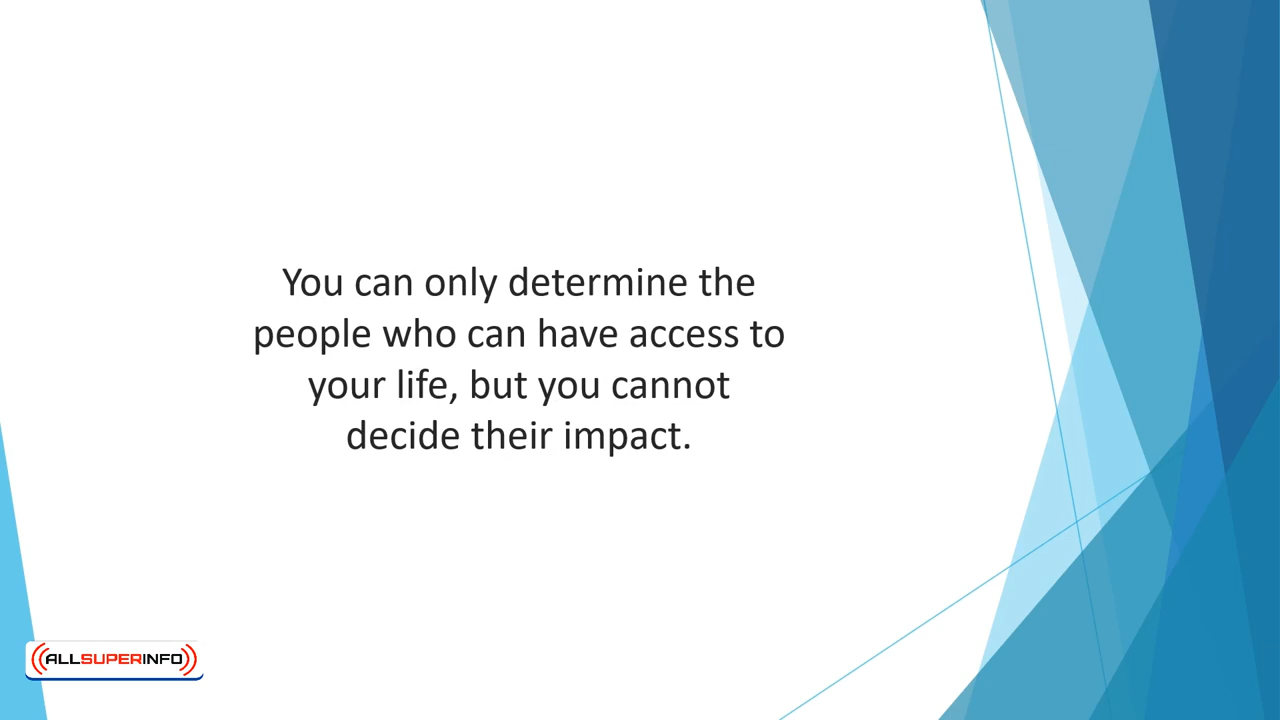 You can only determine the
people who can have access to
your life, but you cannot
decide their impact.
ALLSUPERINFO